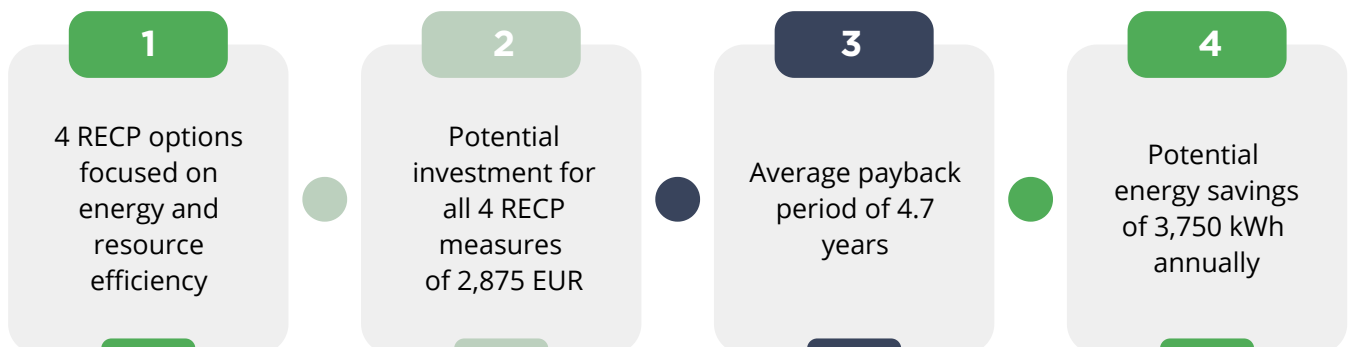 1
4 RECP options
focused on
energy and
resource
efficiency
2
Potential
investment for
all 4 RECP
measures
of 2,875 EUR
3
Average payback
period of 4.7
years
4
Potential
energy savings
of 3,750 kWh
annually